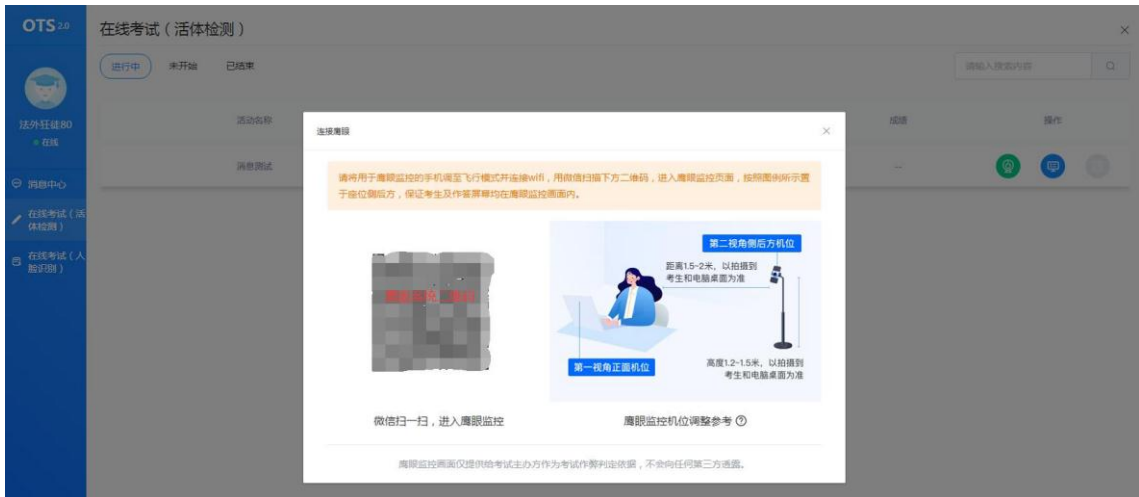 OTS 2.0
在线考试（活体检测）
进行中
未开始
已结束
请输入搜索内容
法外狂徒80
在线
消息中心
在线考试（活
体检测）
在线考试（人
脸识别）
活动名称
成绩
操作
消息测试
--
连接鹰眼
请将用于鹰眼监控的手机调至飞行模式并连接wifi，用微信扫描下方二维码，进入鹰眼监控页面，按照图例所示置
于座位侧后方，保证考生及作答屏幕均在鹰眼监控画面内。
第二视角侧后方机位
距离1.5-2米，以拍摄到
考生和电脑桌面为准
第一视角正面机位
高度1.2-1.5米，以拍摄到
考生和电脑桌面为准
微信扫一扫，进入鹰眼监控
鹰眼监控机位调整参考
鹰眼监控画面仅提供给考试主办方作为考试作弊判定依据，不会向任何第三方透露。